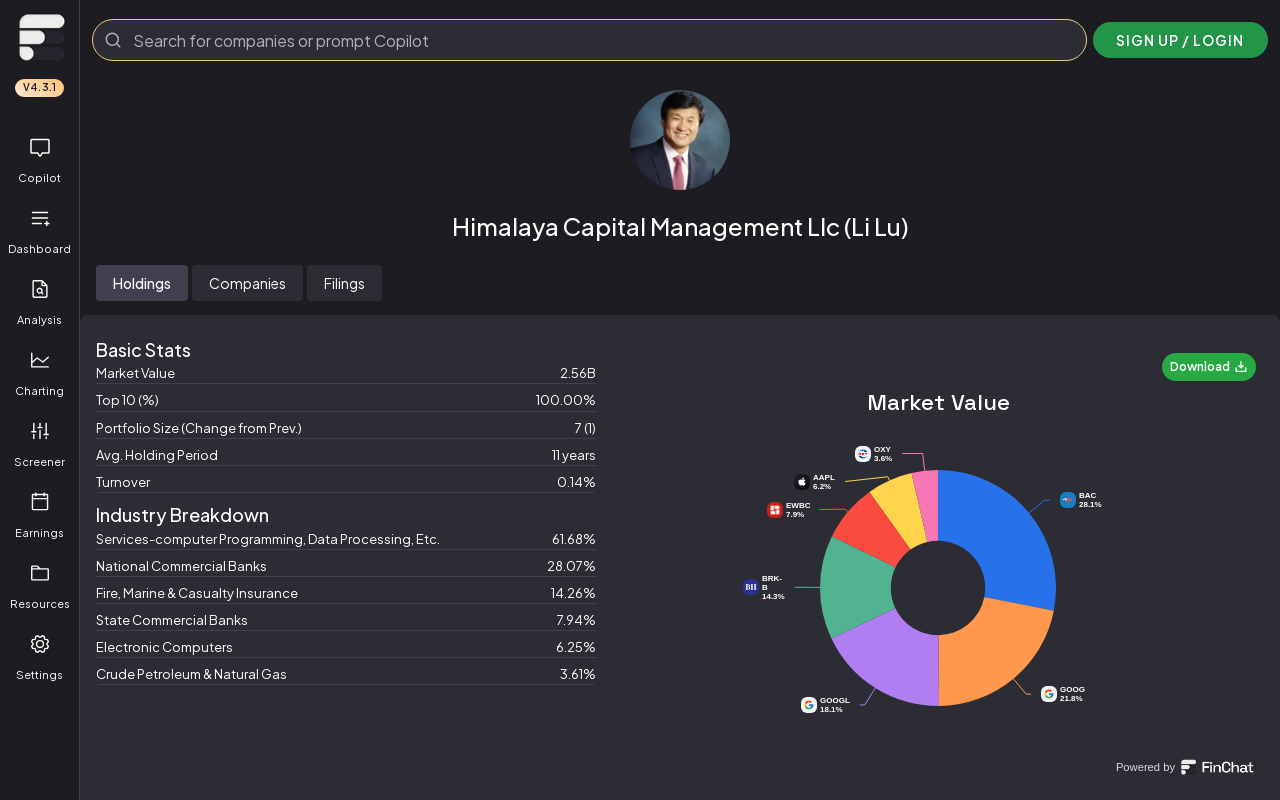 Search for companies or prompt Copilot
SIGN UP / LOGIN
V4.3.1
Copilot
Dashboard
Analysis
Charting
Screener
Earnings
Resources
Settings
Himalaya Capital Management Llc (Li Lu)
Holdings
Companies
Filings
Basic Stats
Market Value 2.56B
Top 10 (%) 100.00%
Portfolio Size (Change from Prev.) 7 (1)
Avg. Holding Period 11 years
Turnover 0.14%
Industry Breakdown
Services-computer Programming, Data Processing, Etc. 61.68%
National Commercial Banks 28.07%
Fire, Marine & Casualty Insurance 14.26%
State Commercial Banks 7.94%
Electronic Computers 6.25%
Crude Petroleum & Natural Gas 3.61%
Download
Market Value
OXY
3.6%
AAPL
6.2%
EWBC
7.9%
BRK-
B
14.3%
GOOGL
18.1%
GOOG
21.8%
BAC
28.1%
Powered by FinChat